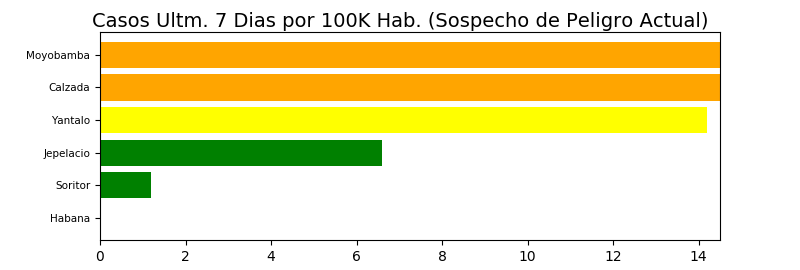 Casos Ultm. 7 Dias por 100K Hab. (Sospecho de Peligro Actual)
Moyobamba
Calzada
Yantalo
Jepelacio
Soritor
Habana
0 2 4 6 8 10 12 14